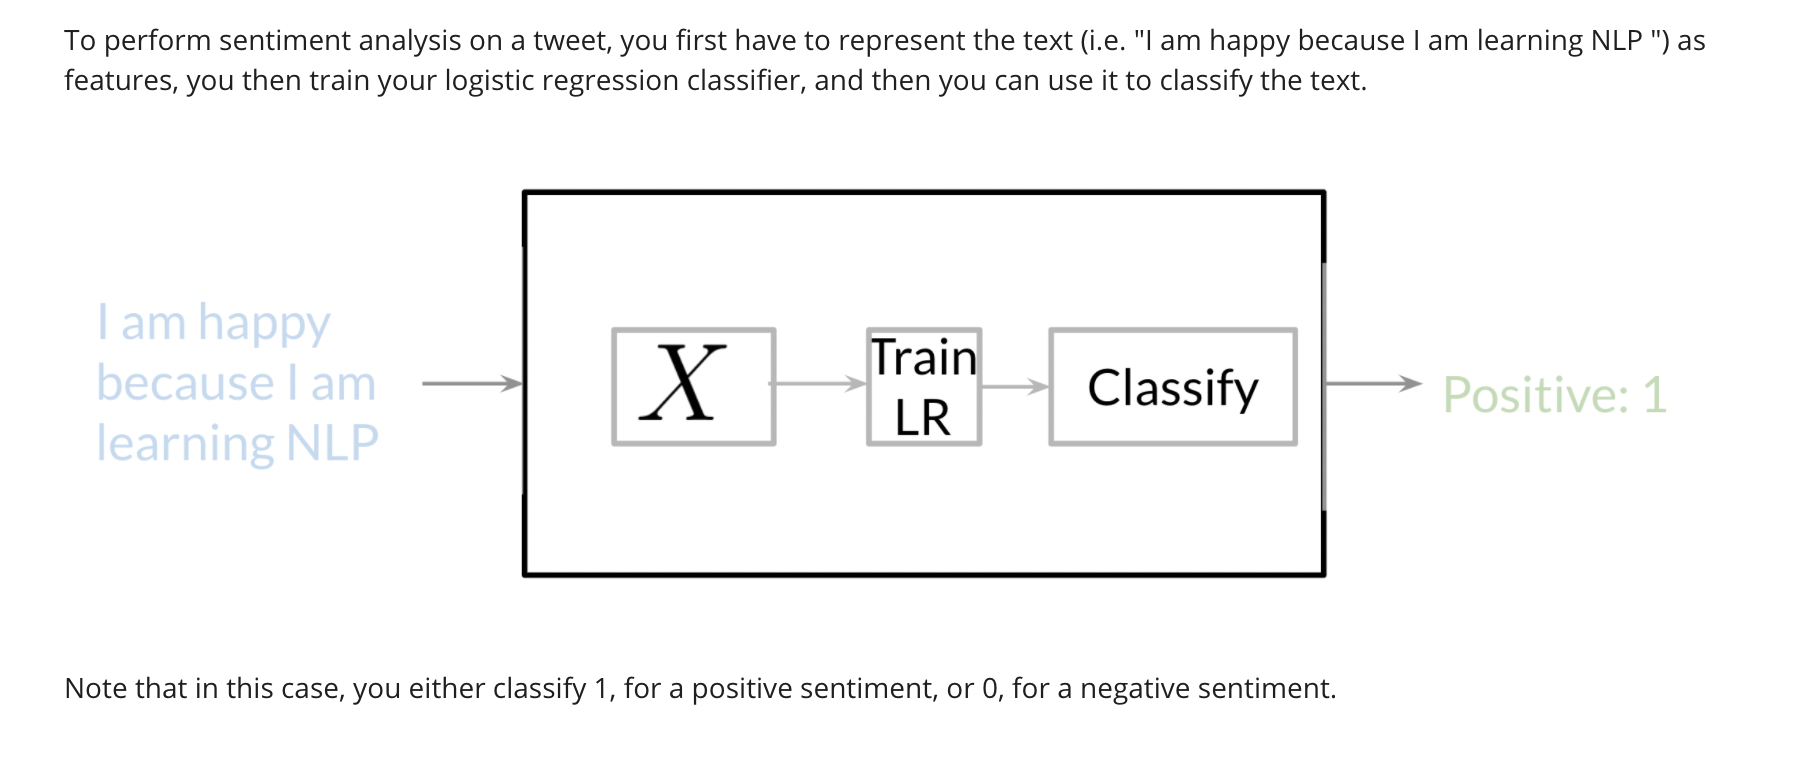 To perform sentiment analysis on a tweet, you first have to represent the text (i.e. "I am happy because I am learning NLP ") as
features, you then train your logistic regression classifier, and then you can use it to classify the text.
I am happy
because I am
learning NLP
X
Train
LR
Classify
Positive: 1
Note that in this case, you either classify 1, for a positive sentiment, or 0, for a negative sentiment.